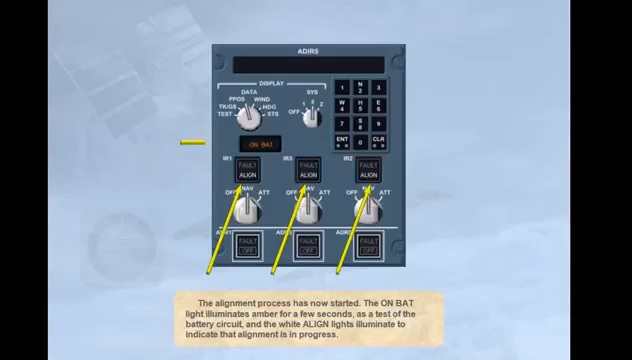 ADIRS
DISPLAY
DATA
SYS
PPOS
WIND
TK/GS
HDG
TEST
STS
OFF
1
3
2
1
N
2
3
W
4
H
5
E
6
7
S
8
9
ENT
0
CLR
ON BAT
IR1
IR3
IR2
FAULT
ALIGN
FAULT
ALIGN
FAULT
ALIGN
NAV
ATT
OFF
ATT
OFF
ATT
FAULT
OFF
FAULT
OFF
FAULT
OFF
The alignment process has now started. The ON BAT
light illuminates amber for a few seconds, as a test of the
battery circuit, and the white ALIGN lights illuminate to
indicate that alignment is in progress.